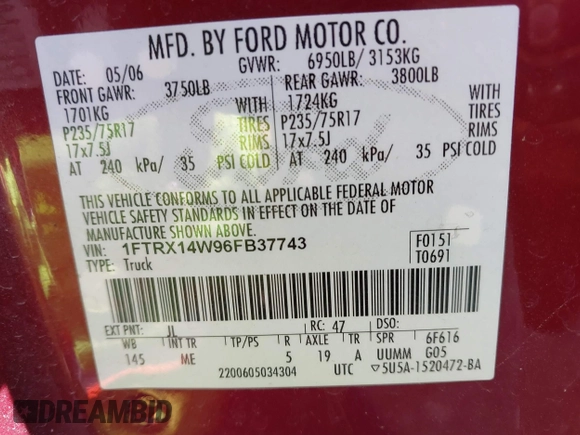 MFD. BY FORD MOTOR CO.
DATE: 05/06 GVWR: 6950LB/ 3153KG
FRONT GAWR: 3750LB REAR GAWR: 3800LB
1701KG WITH 1724KG WITH
P235/75R17 TIRES P235/75R17 TIRES
17x7.5J RIMS 17x7.5J RIMS
AT 240 kPa/ 35 PSI COLD AT 240 kPa/ 35 PSI COLD
THIS VEHICLE CONFORMS TO ALL APPLICABLE FEDERAL MOTOR
VEHICLE SAFETY STANDARDS IN EFFECT ON THE DATE OF
MANUFACTURE SHOWN ABOVE.
VIN: 1FTRX14W96FB37743 F0151
TYPE: Truck T0691
EXT PNT: JL RC: 47 DSO:
WB INT TR TP/PS R AXLE TR SPR 6F616
145 ME 5 19 A UUMM G05
2200605034304 UTC ▽5U5A-1520472-BA
Ford
DREAMBID